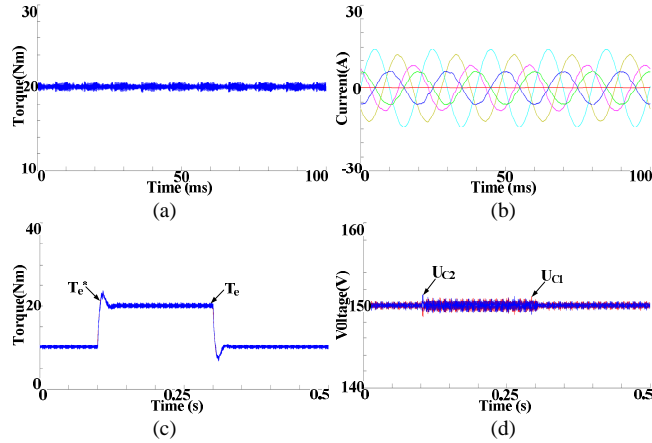 30
20
10
Torque(Nm)
0
50
100
Time (ms)
(a)
30
0
-30
Current(A)
0
50
100
Time (ms)
(b)
40
20
0
Torque(Nm)
Te*
Te
0
0.25
0.5
Time (s)
(c)
160
150
140
V0ltage(V)
UC2
UC1
0
0.25
0.5
Time (s)
(d)